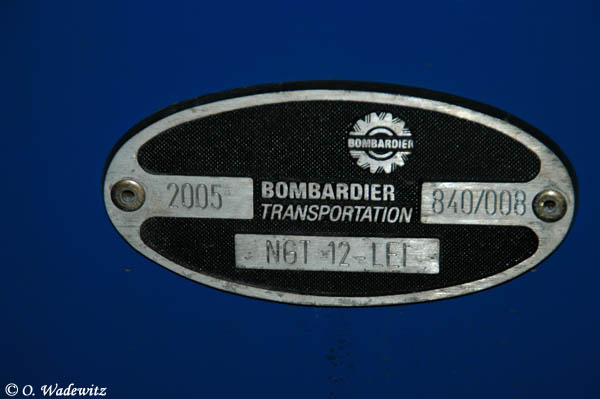 BOMBARDIER
2005
BOMBARDIER
TRANSPORTATION
840/008
NGT 12-LEI
© O. Wadewitz